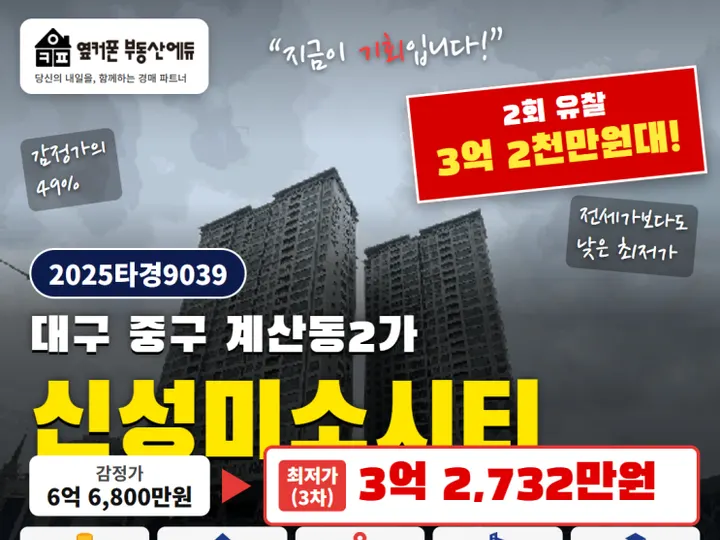 옆커폰 부동산에듀
당신의 내일을, 함께하는 경매 파트너
“지금이 기회입니다!”
2회 유찰
3억 2천만원대!
감정가의
49%
전세가보다도
낮은 최저가
2025타경9039
대구 중구 계산동2가
신성미소시티
감정가
6억 6,800만원
최저가
(3차)
3억 2,732만원